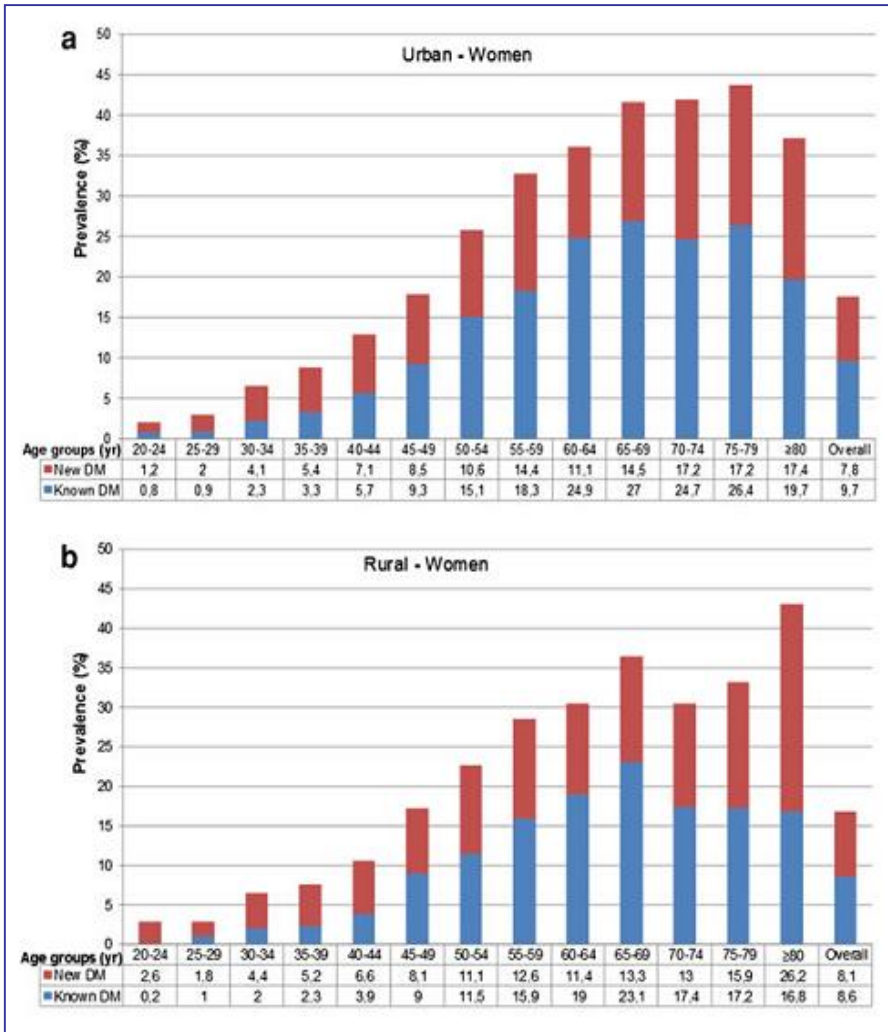 a
Urban - Women
Prevalence (%)
50
45
40
35
30
25
20
15
10
5
0
Age groups (yr) 20-24 25-29 30-34 35-39 40-44 45-49 50-54 55-59 60-64 65-69 70-74 75-79 ≥80 Overall
New DM 1,2 2 4,1 5,4 7,1 8,5 10,6 14,4 11,1 14,5 17,2 17,2 17,4 7,8
Known DM 0,8 0,9 2,3 3,3 5,7 9,3 15,1 18,3 24,9 27 24,7 26,4 19,7 9,7
b
Rural - Women
Prevalence (%)
50
45
40
35
30
25
20
15
10
5
0
Age groups (yr) 20-24 25-29 30-34 35-39 40-44 45-49 50-54 55-59 60-64 65-69 70-74 75-79 ≥80 Overall
New DM 2,6 1,8 4,4 5,2 6,6 8,1 11,1 12,6 11,4 13,3 13 15,9 26,2 8,1
Known DM 0,2 1 2 2,3 3,9 9 11,5 15,9 19 23,1 17,4 17,2 16,8 8,6